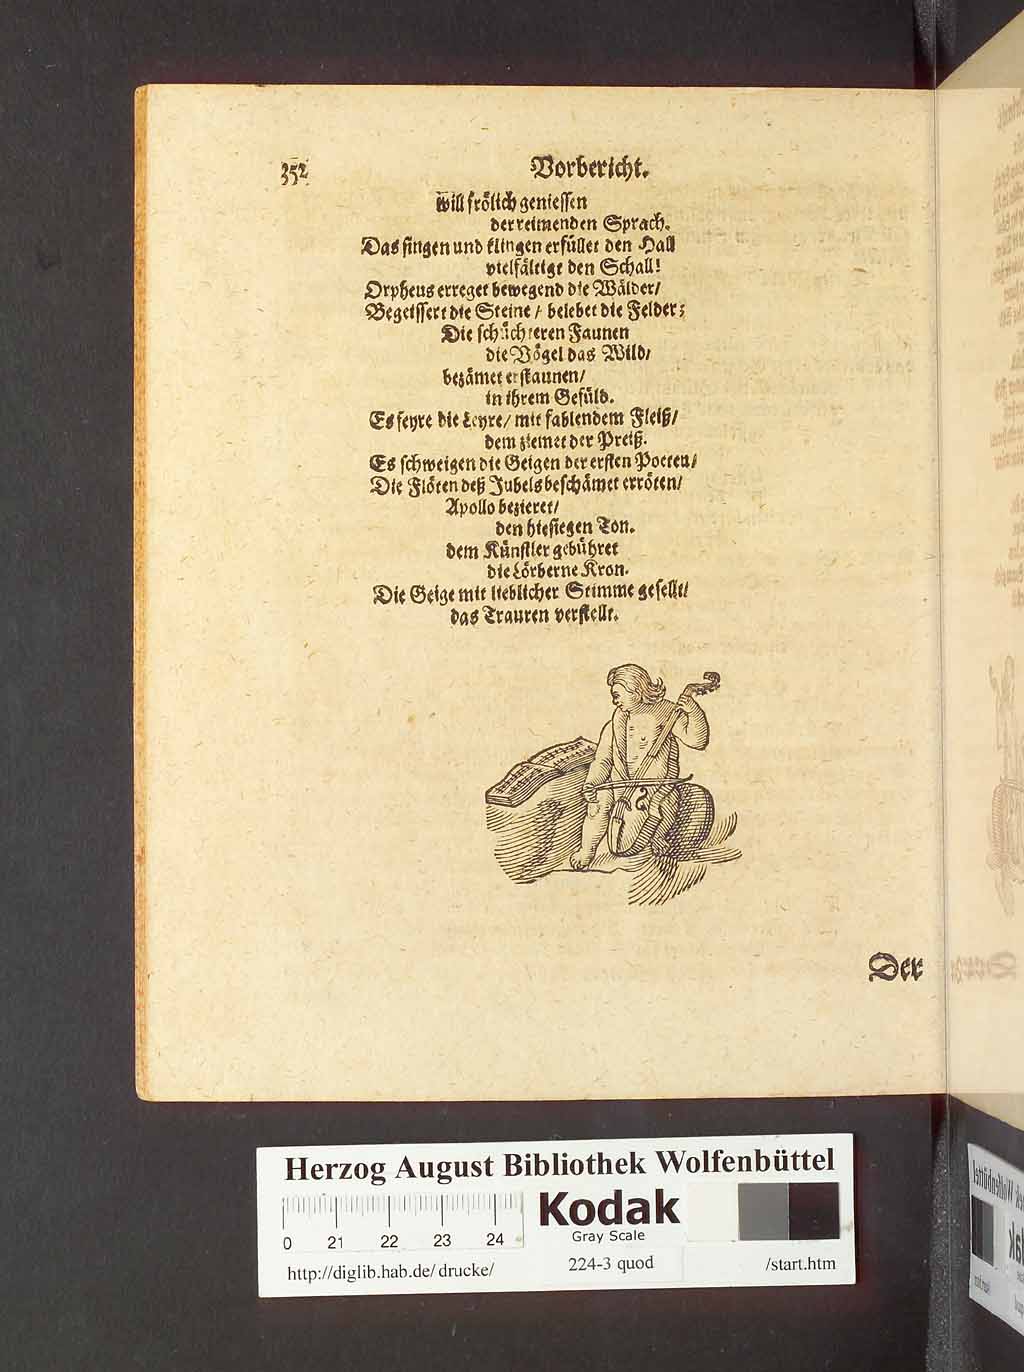 352 Vorbericht.
will frölich geniessen
der reimenden Sprach.
Das singen und klingen erfüllet den Hall
vielfältigt den Schall!
Orpheus erreget bewegend die Wälder/
Begeissert die Steine/ belebet die Felder;
Die schüchteren Faunen
die Vögel das Wild/
bezämet erstaunen/
in ihrem Gefüld.
Es feyre die Leyre/ mit fablendem Fleiß/
dem ziemet der Preiß.
Es schweigen die Geigen der ersten Poeten/
Die Flöten deß Jubels beschämet erröten/
Apollo bezieret/
den hiesiegen Ton.
dem Künstler gebühret
die Lörberne Kron.
Die Geige mit lieblicher Stimme gesellt/
das Trauren verstellt.
Der
Herzog August Bibliothek Wolfenbüttel
Kodak
Gray Scale
0 21 22 23 24
http://diglib.hab.de/drucke/ 224-3 quod /start.htm